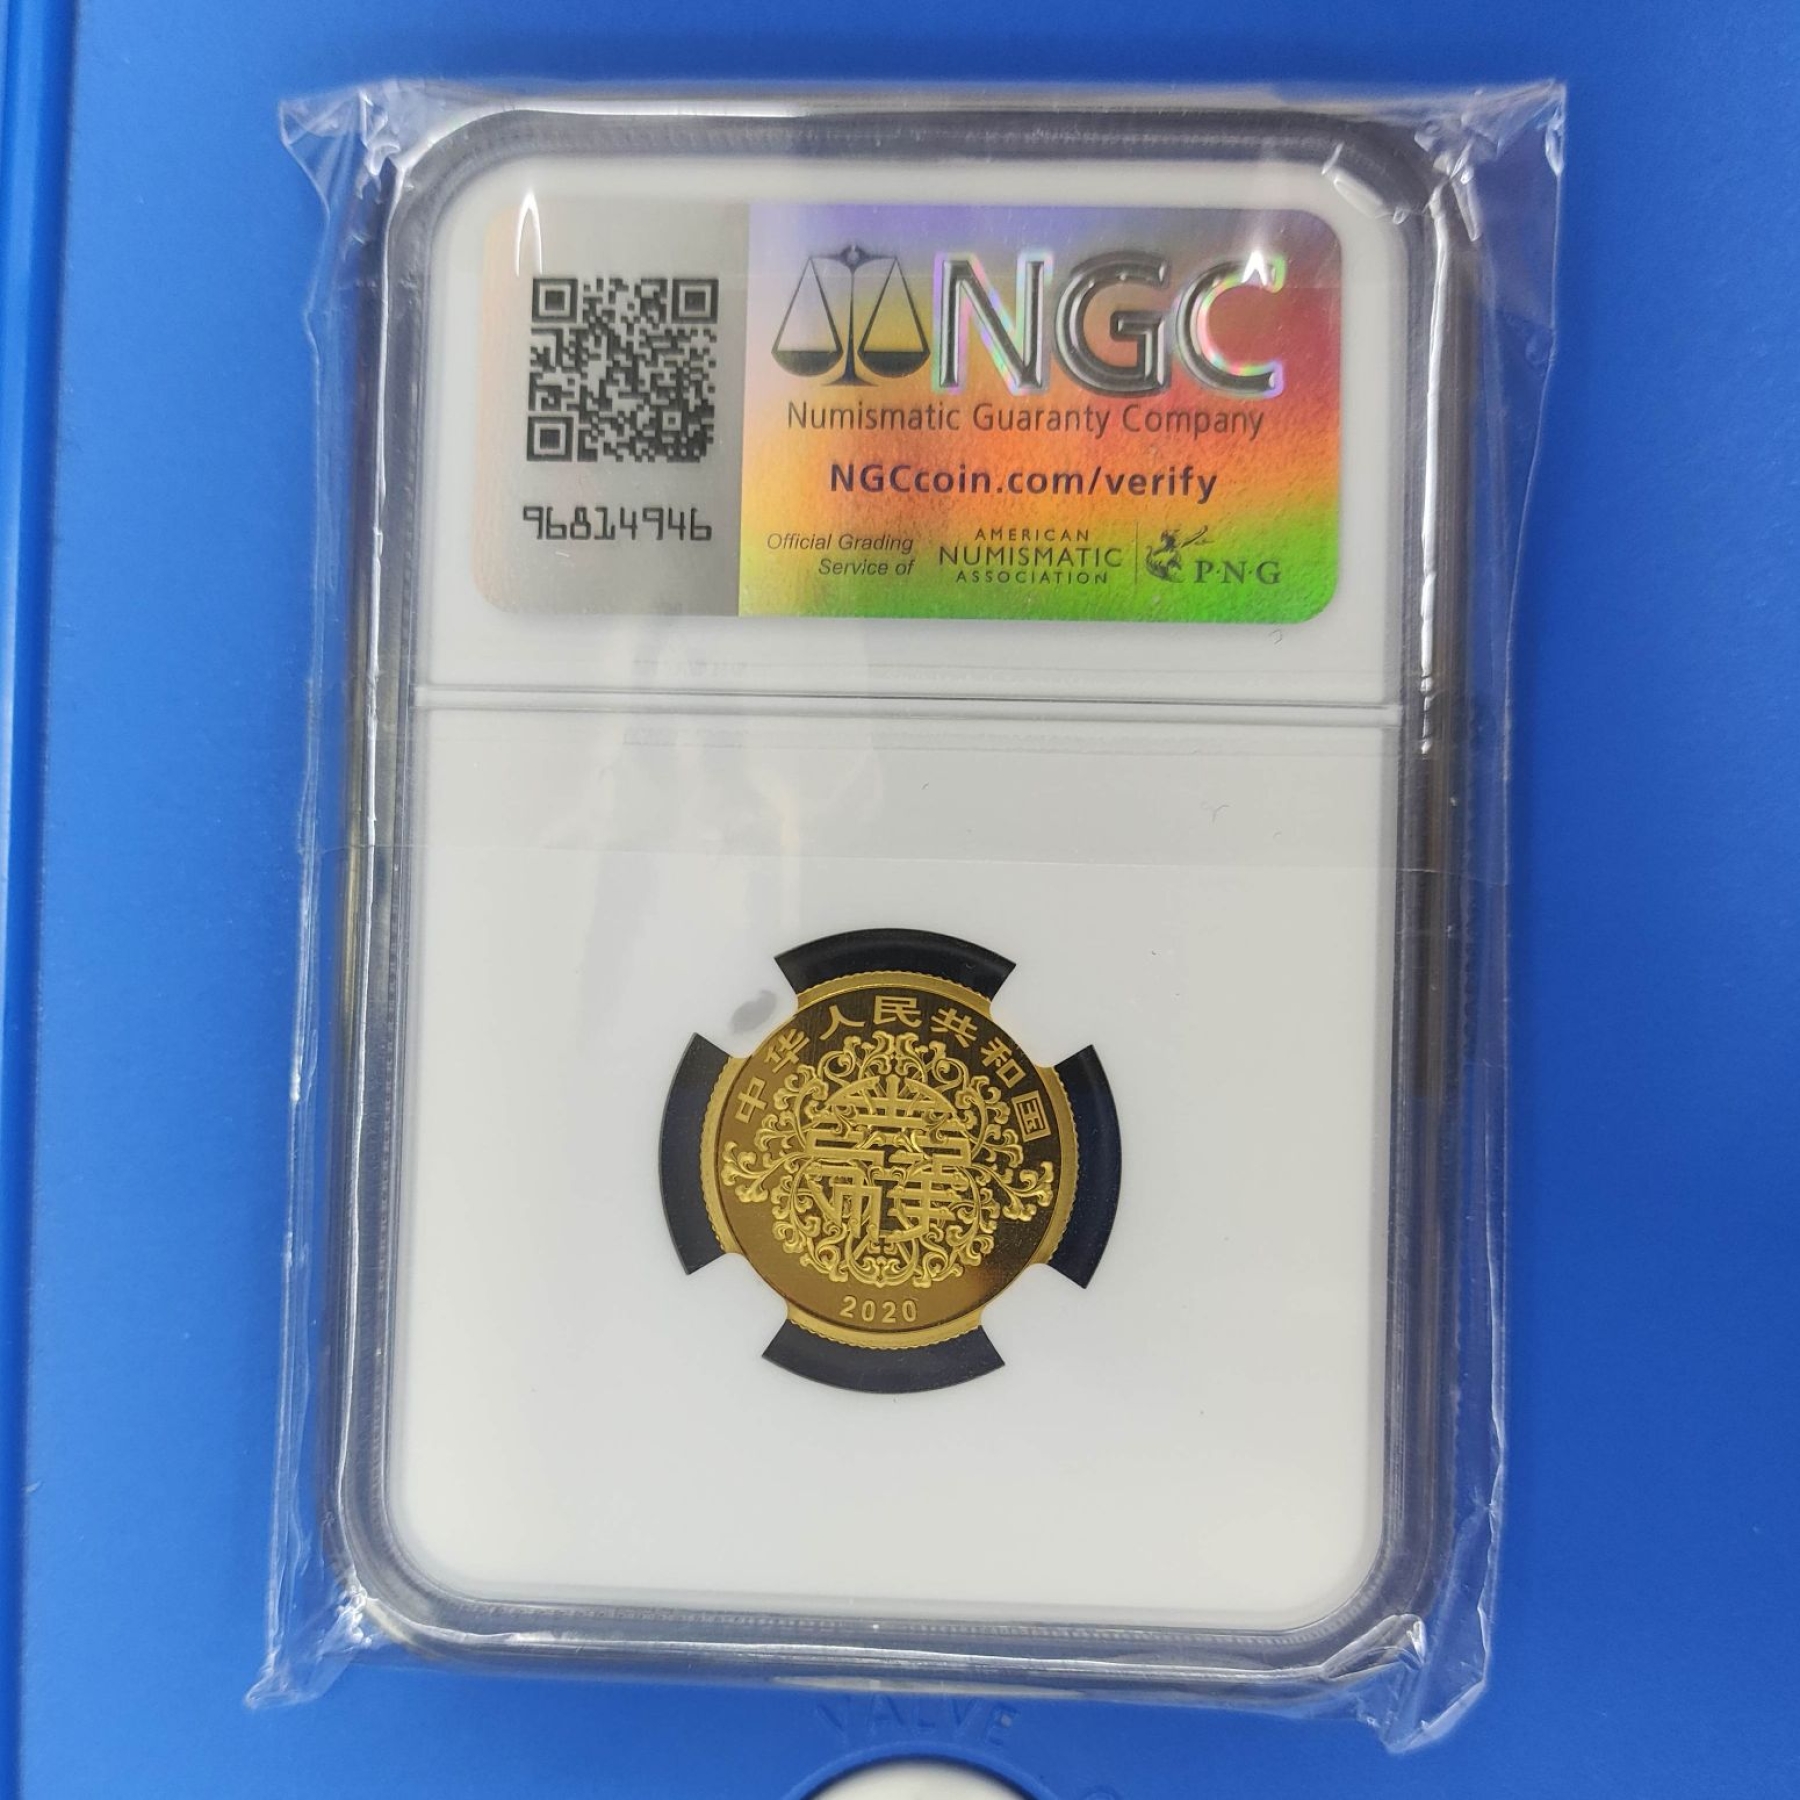 NGC
Numismatic Guaranty Company
NGCcoin.com/verify
96814946
Official Grading
Service of
AMERICAN
NUMISMATIC
ASSOCIATION
P·N·G
中华人民共和国
2020
VALVE